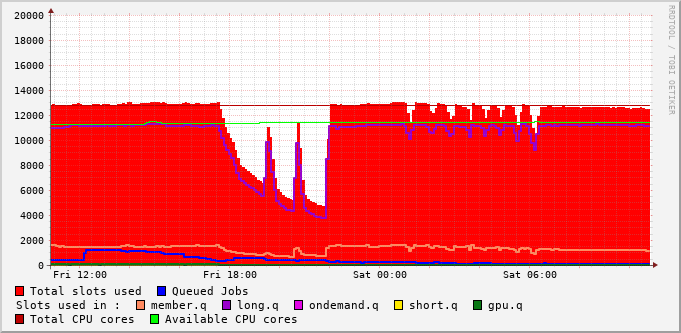 20000
18000
16000
14000
12000
10000
8000
6000
4000
2000
0
Fri 12:00 Fri 18:00 Sat 00:00 Sat 06:00
RRDTOOL / TOBI OETIKER
Total slots used Queued Jobs
Slots used in : member.q long.q ondemand.q short.q gpu.q
Total CPU cores Available CPU cores